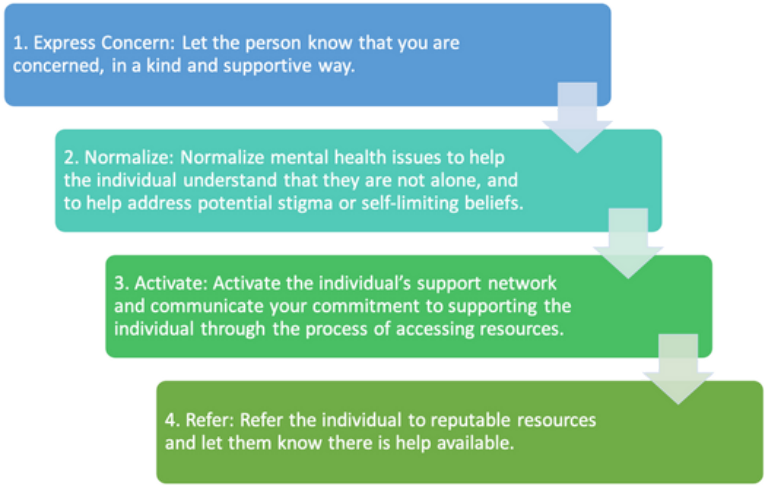 1. Express Concern: Let the person know that you are
concerned, in a kind and supportive way.
2. Normalize: Normalize mental health issues to help
the individual understand that they are not alone, and
to help address potential stigma or self-limiting beliefs.
3. Activate: Activate the individual’s support network
and communicate your commitment to supporting the
individual through the process of accessing resources.
4. Refer: Refer the individual to reputable resources
and let them know there is help available.